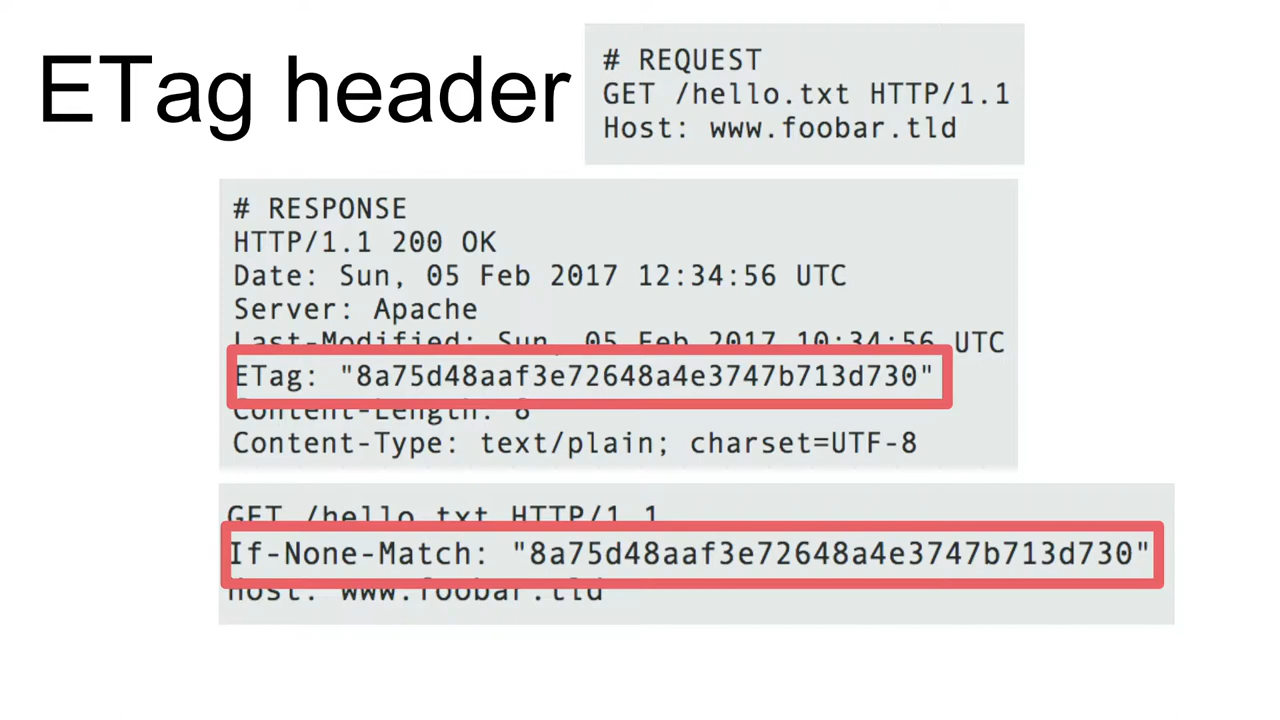 ETag header
# REQUEST
GET /hello.txt HTTP/1.1
Host: www.foobar.tld
# RESPONSE
HTTP/1.1 200 OK
Date: Sun, 05 Feb 2017 12:34:56 UTC
Server: Apache
Last-Modified: Sun, 05 Feb 2017 10:34:56 UTC
ETag: "8a75d48aaf3e72648a4e3747b713d730"
Content-Length: 8
Content-Type: text/plain; charset=UTF-8
GET /hello.txt HTTP/1.1
If-None-Match: "8a75d48aaf3e72648a4e3747b713d730"
Host: www.foobar.tld